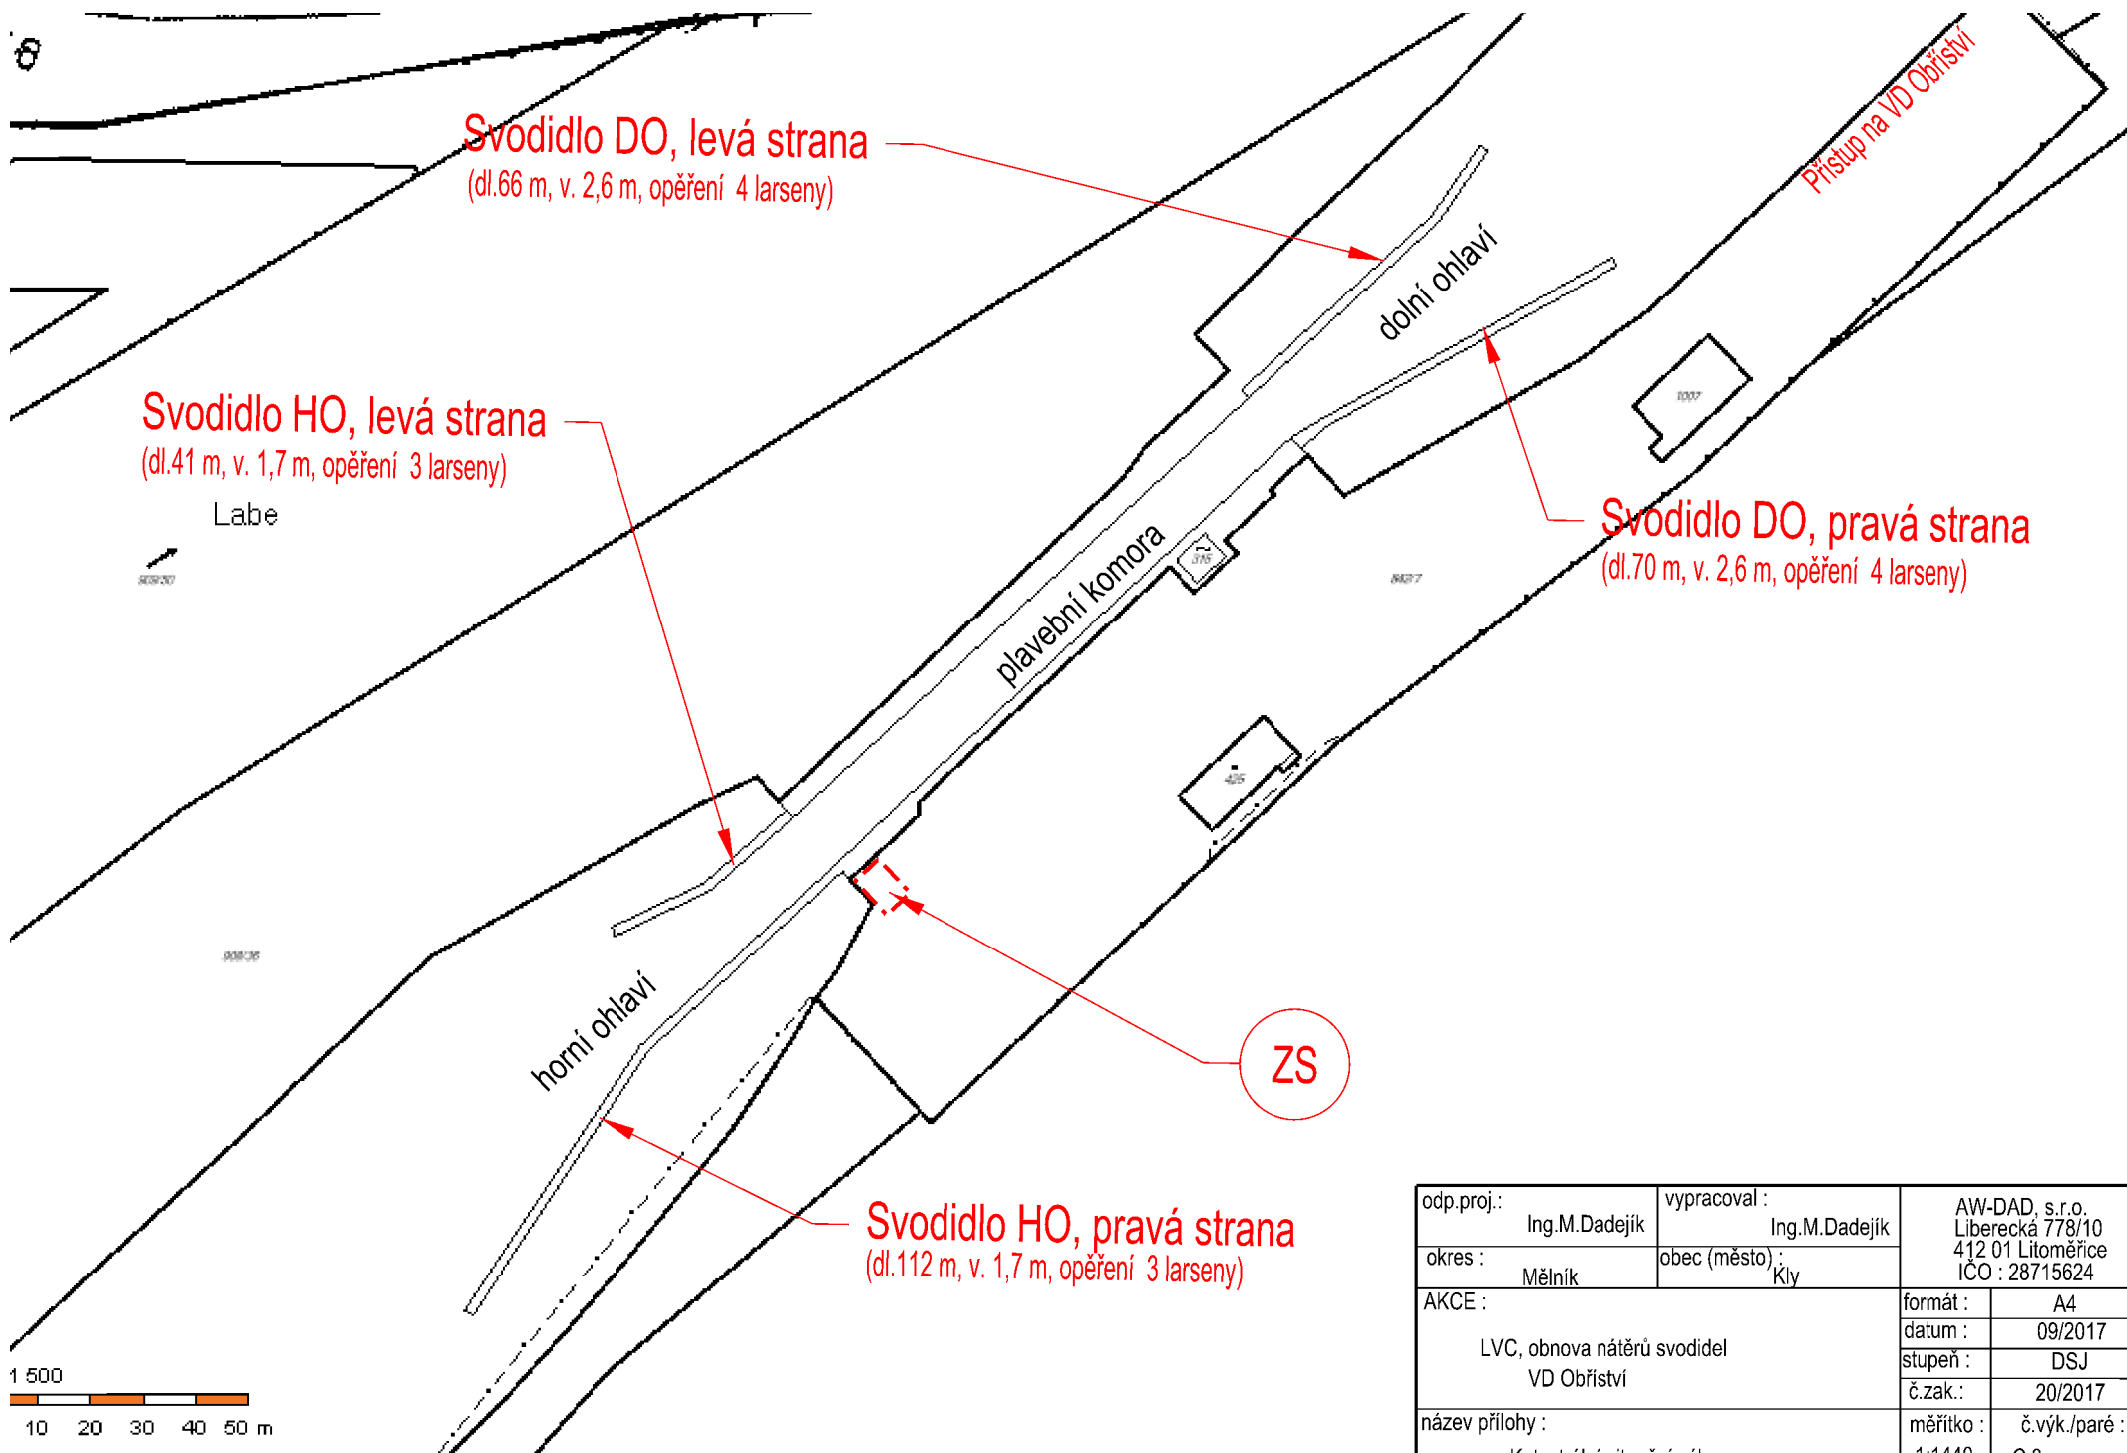 Přístup na VD Obříství
Svodidlo DO, levá strana
(dl.66 m, v. 2,6 m, opěření 4 larseny)
dolní ohlaví
Svodidlo HO, levá strana
(dl.41 m, v. 1,7 m, opěření 3 larseny)
1007
Labe
Svodidlo DO, pravá strana
(dl.70 m, v. 2,6 m, opěření 4 larseny)
plavební komora
316
842/7
425
horní ohlaví
ZS
Svodidlo HO, pravá strana
(dl.112 m, v. 1,7 m, opěření 3 larseny)
1 500
10 20 30 40 50 m
odp.proj.: Ing.M.Dadejík
vypracoval : Ing.M.Dadejík
AW-DAD, s.r.o.
Liberecká 778/10
412 01 Litoměřice
IČO : 28715624
okres : Mělník
obec (město) : Kly
AKCE :
LVC, obnova nátěrů svodidel
VD Obříství
formát : A4
datum : 09/2017
stupeň : DSJ
č.zak.: 20/2017
název přílohy :
měřítko : č.výk./paré :